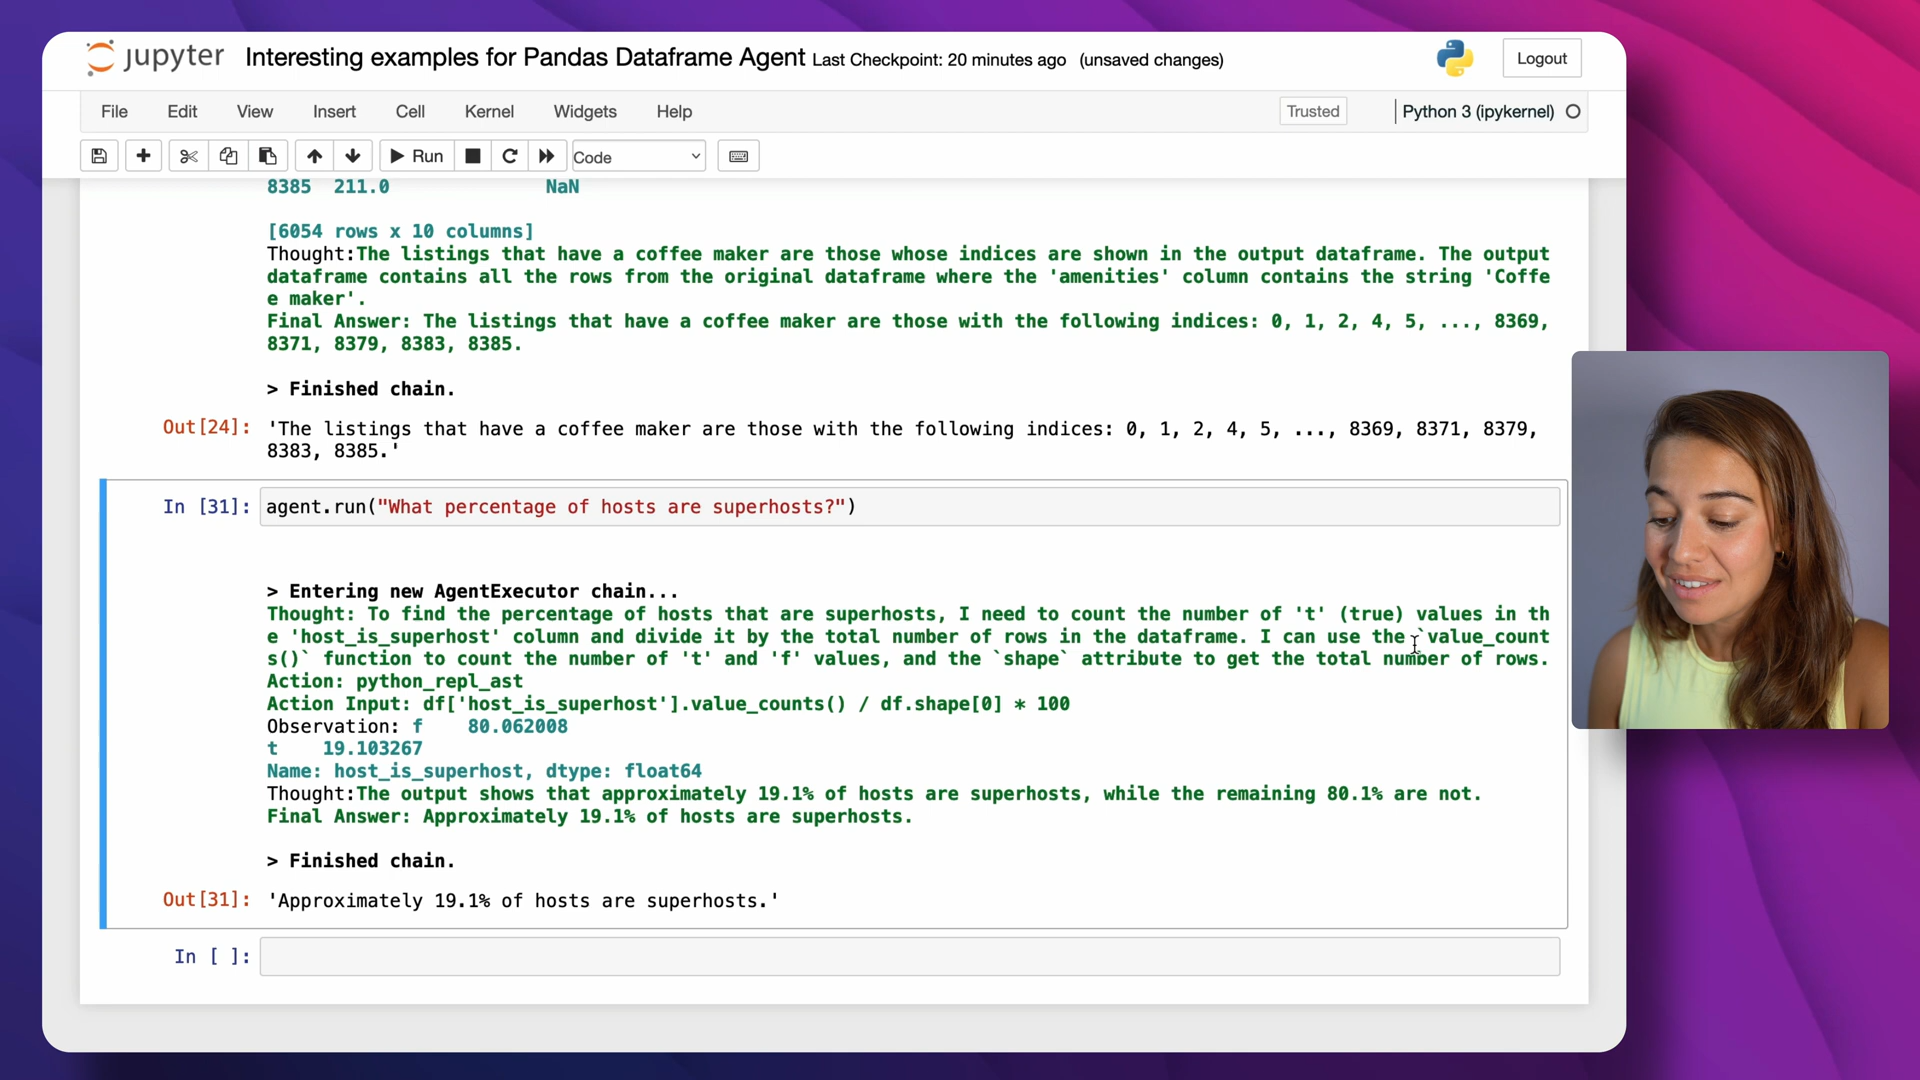 jupyter Interesting examples for Pandas Dataframe Agent Last Checkpoint: 20 minutes ago (unsaved changes) Logout
File Edit View Insert Cell Kernel Widgets Help Trusted Python 3 (ipykernel)
Run Code
8385 211.0 NaN
[6054 rows x 10 columns]
Thought:The listings that have a coffee maker are those whose indices are shown in the output dataframe. The output
dataframe contains all the rows from the original dataframe where the 'amenities' column contains the string 'Coffe
e maker'.
Final Answer: The listings that have a coffee maker are those with the following indices: 0, 1, 2, 4, 5, ..., 8369,
8371, 8379, 8383, 8385.
> Finished chain.
Out[24]: 'The listings that have a coffee maker are those with the following indices: 0, 1, 2, 4, 5, ..., 8369, 8371, 8379,
8383, 8385.'
In [31]: agent.run("What percentage of hosts are superhosts?")
> Entering new AgentExecutor chain...
Thought: To find the percentage of hosts that are superhosts, I need to count the number of 't' (true) values in th
e 'host_is_superhost' column and divide it by the total number of rows in the dataframe. I can use the `value_count
s()` function to count the number of 't' and 'f' values, and the `shape` attribute to get the total number of rows.
Action: python_repl_ast
Action Input: df['host_is_superhost'].value_counts() / df.shape[0] * 100
Observation: f    80.062008
t    19.103267
Name: host_is_superhost, dtype: float64
Thought:The output shows that approximately 19.1% of hosts are superhosts, while the remaining 80.1% are not.
Final Answer: Approximately 19.1% of hosts are superhosts.
> Finished chain.
Out[31]: 'Approximately 19.1% of hosts are superhosts.'
In [ ]: